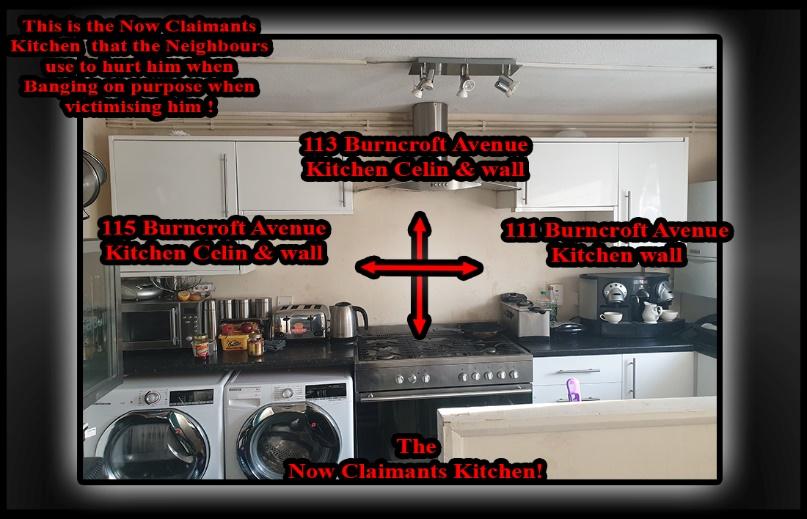 This is the Now Claimants
Kitchen that the Neighbours
use to hurt him when
Banging on purpose when
victimising him !
113 Burncroft Avenue
Kitchen Celin & wall
115 Burncroft Avenue
Kitchen Celin & wall
111 Burncroft Avenue
Kitchen wall
The
Now Claimants Kitchen!